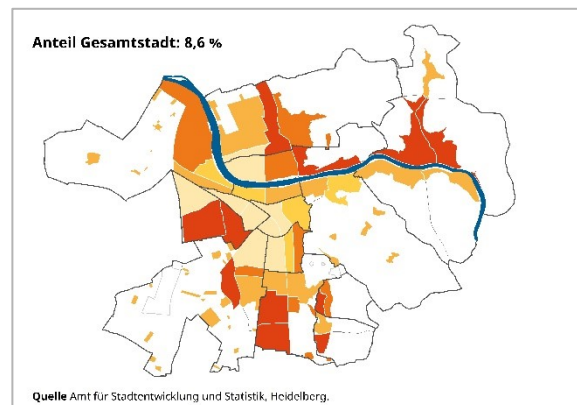 Anteil Gesamtstadt: 8,6 %
Quelle Amt für Stadtentwicklung und Statistik, Heidelberg.